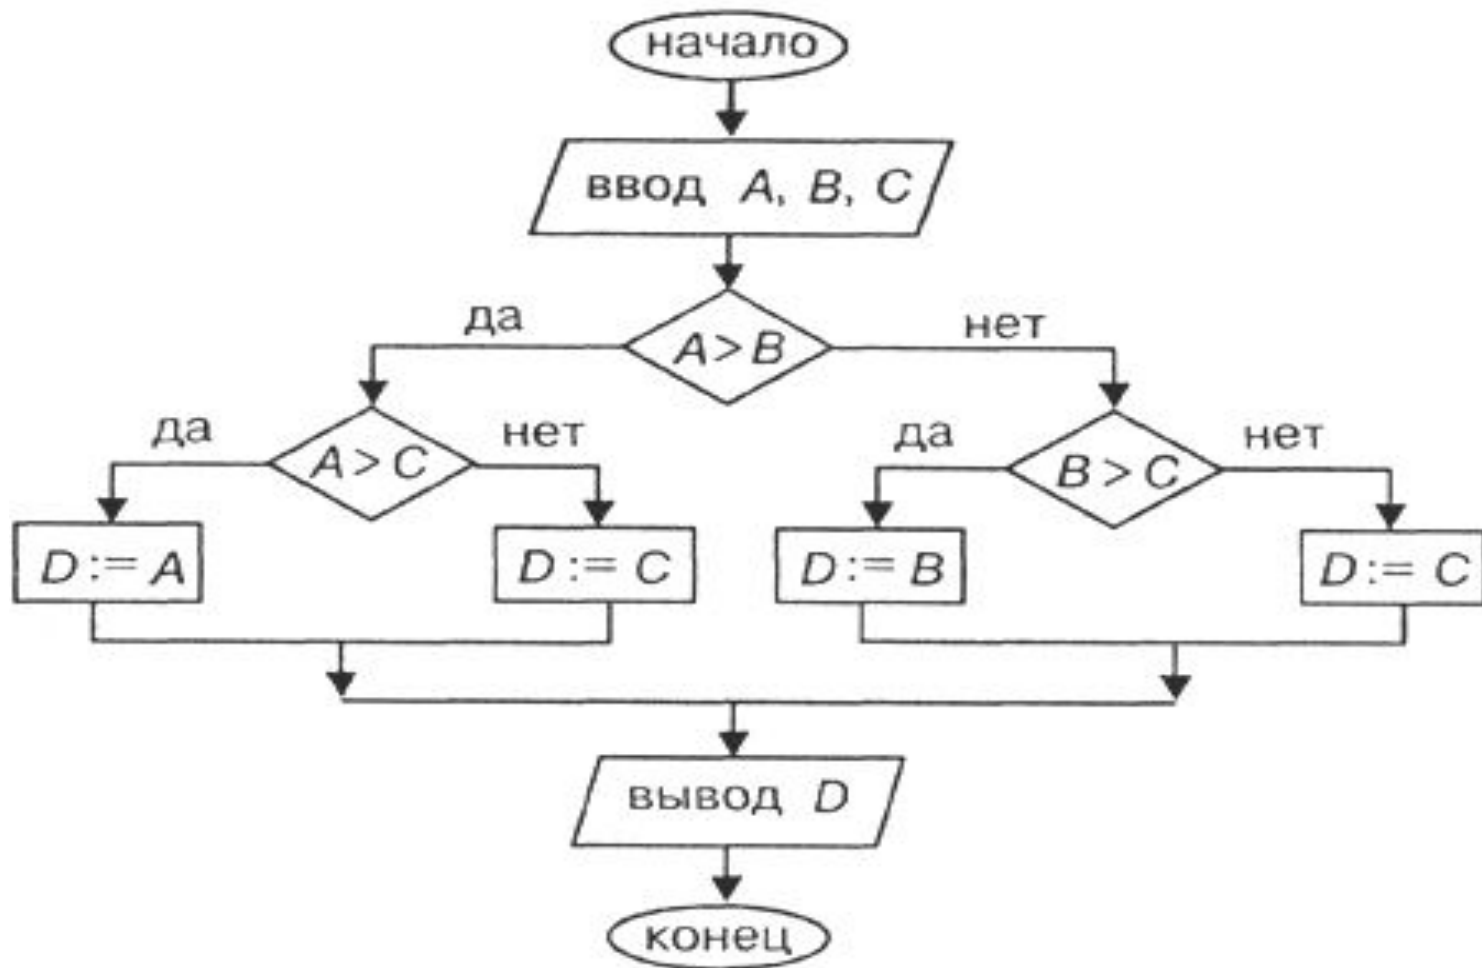 начало
ввод A, B, C
да
A > B
нет
да
A > C
нет
да
B > C
нет
D := A
D := C
D := B
D := C
вывод D
конец